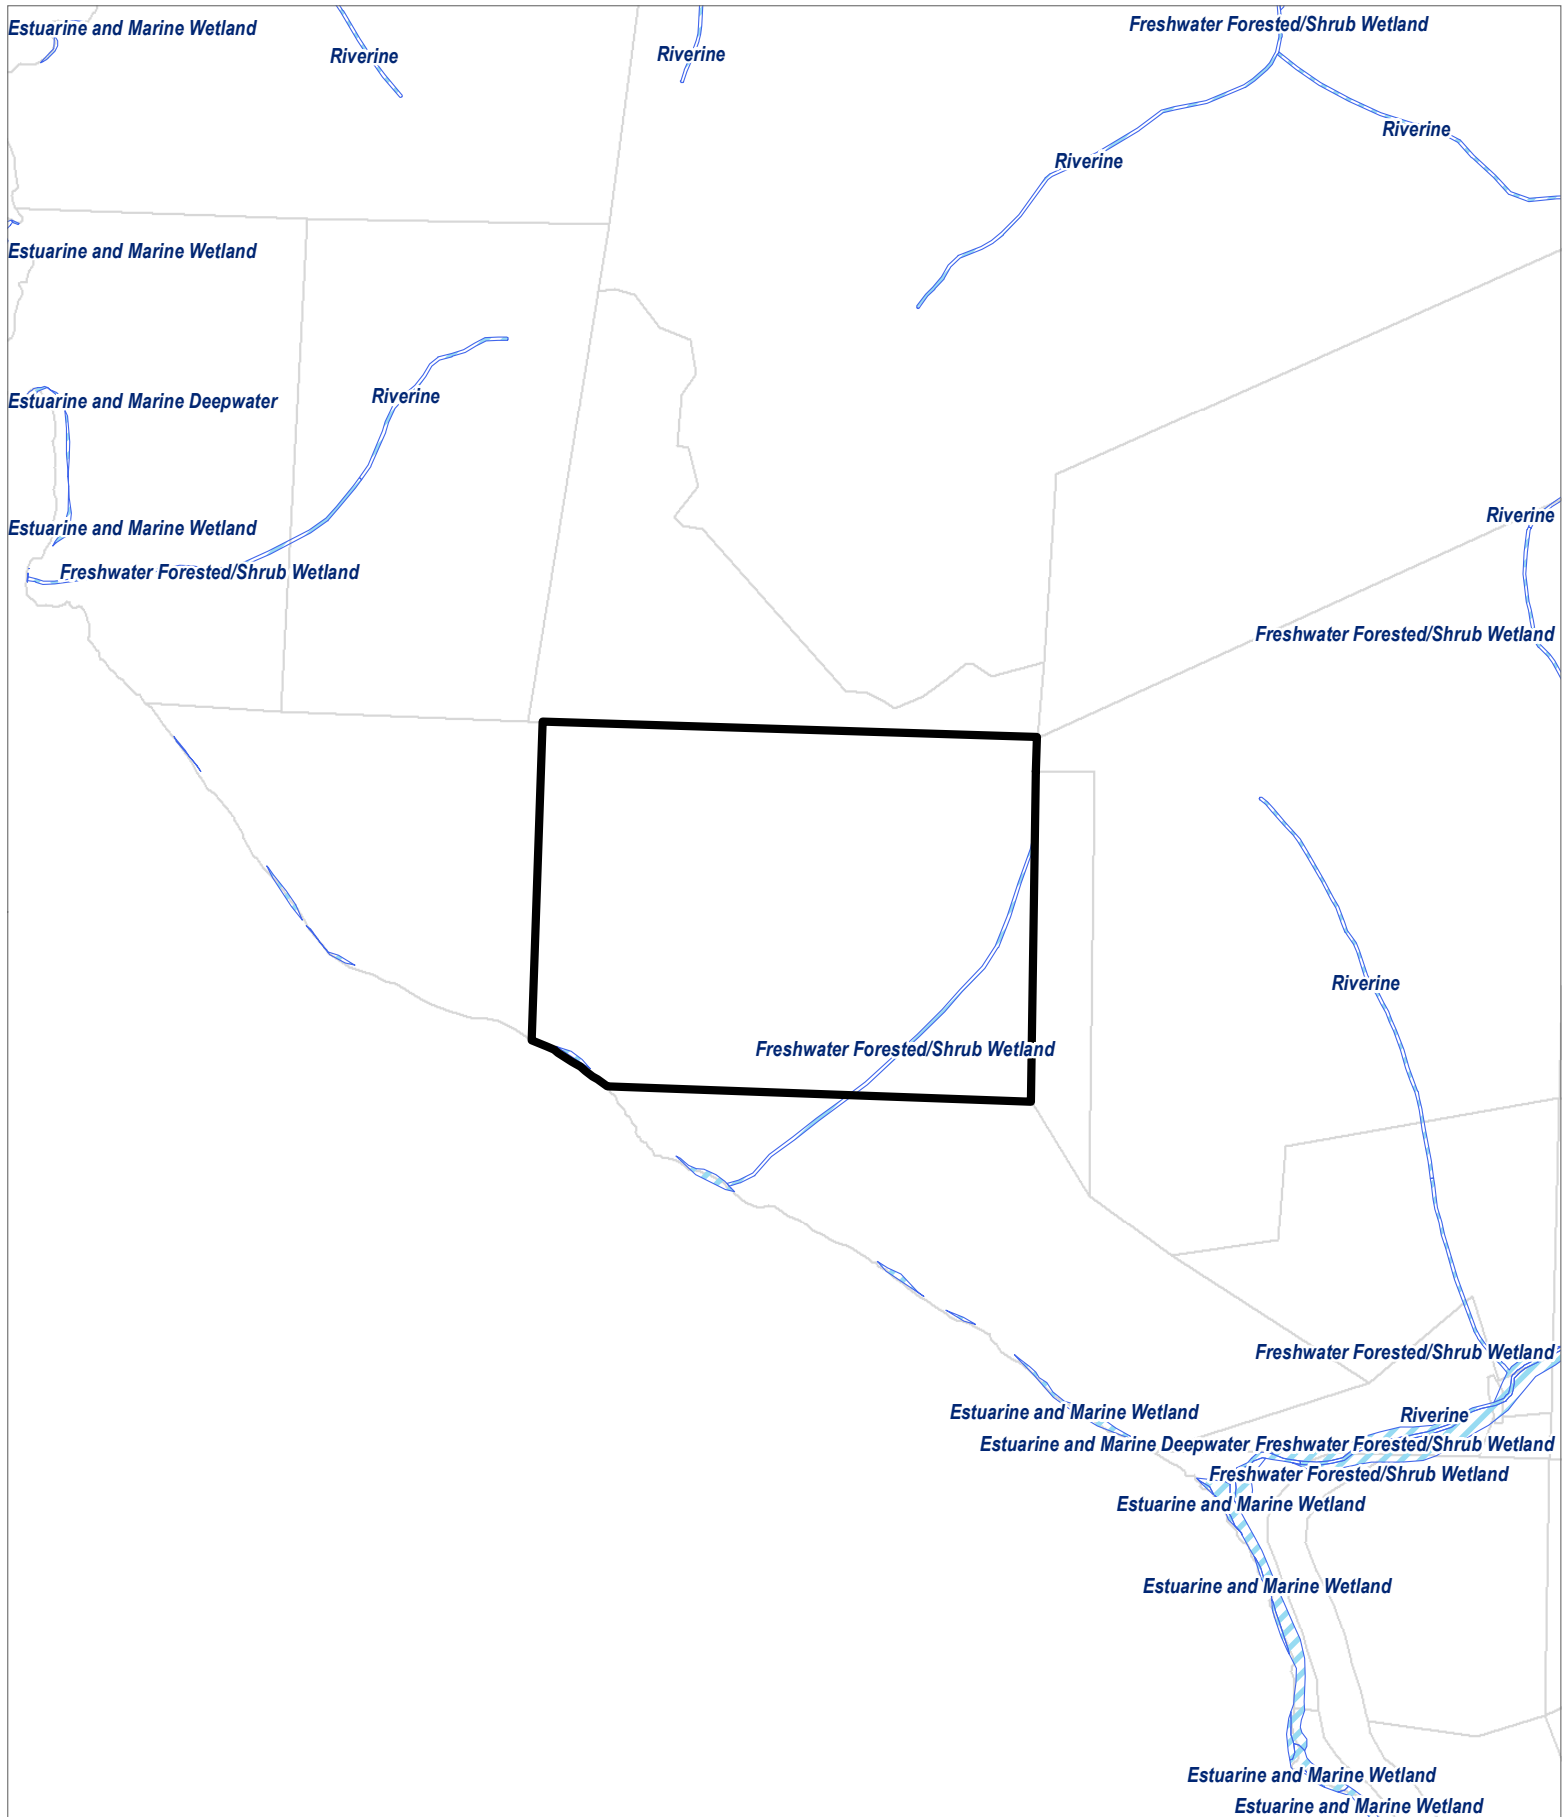 Estuarine and Marine Wetland
Riverine
Riverine
Freshwater Forested/Shrub Wetland
Riverine
Riverine
Estuarine and Marine Wetland
Estuarine and Marine Deepwater
Riverine
Estuarine and Marine Wetland
Riverine
Freshwater Forested/Shrub Wetland
Freshwater Forested/Shrub Wetland
Riverine
Freshwater Forested/Shrub Wetland
Freshwater Forested/Shrub Wetland
Estuarine and Marine Wetland
Riverine
Estuarine and Marine Deepwater
Freshwater Forested/Shrub Wetland
Freshwater Forested/Shrub Wetland
Estuarine and Marine Wetland
Estuarine and Marine Wetland
Estuarine and Marine Wetland
Estuarine and Marine Wetland